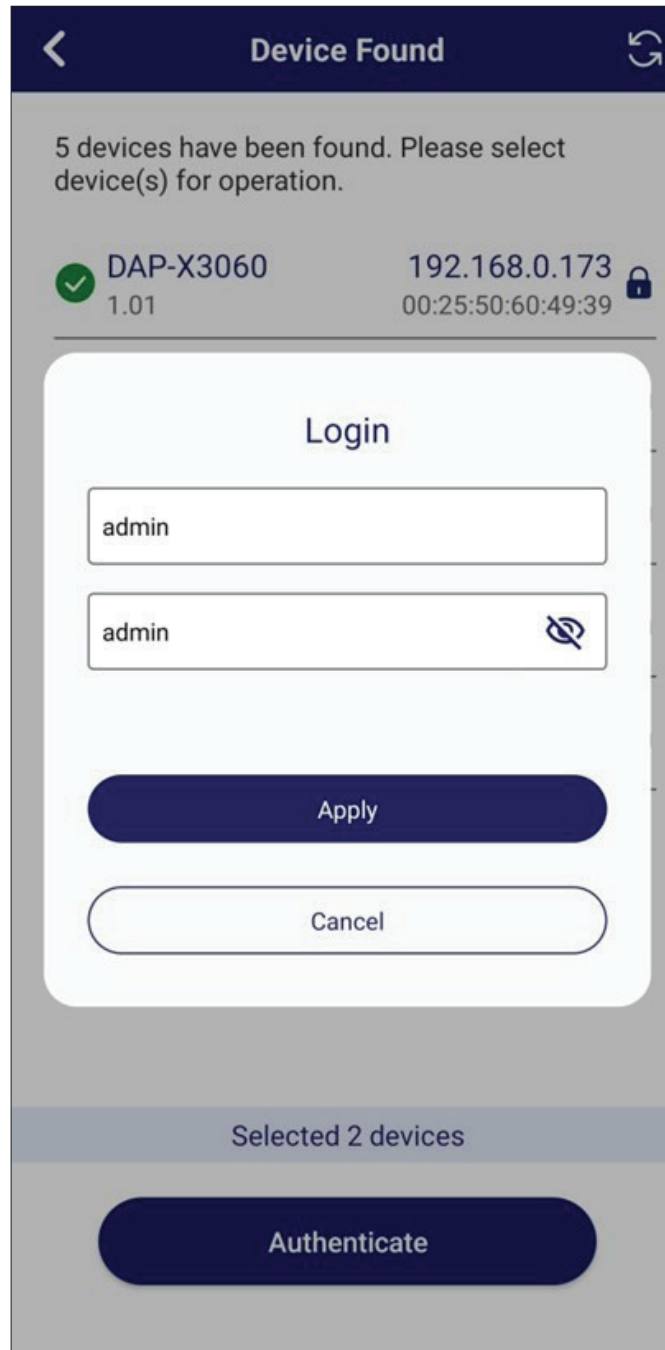 Device Found
5 devices have been found. Please select
device(s) for operation.
DAP-X3060 192.168.0.173
1.01 00:25:50:60:49:39
Login
admin
admin
Apply
Cancel
Selected 2 devices
Authenticate